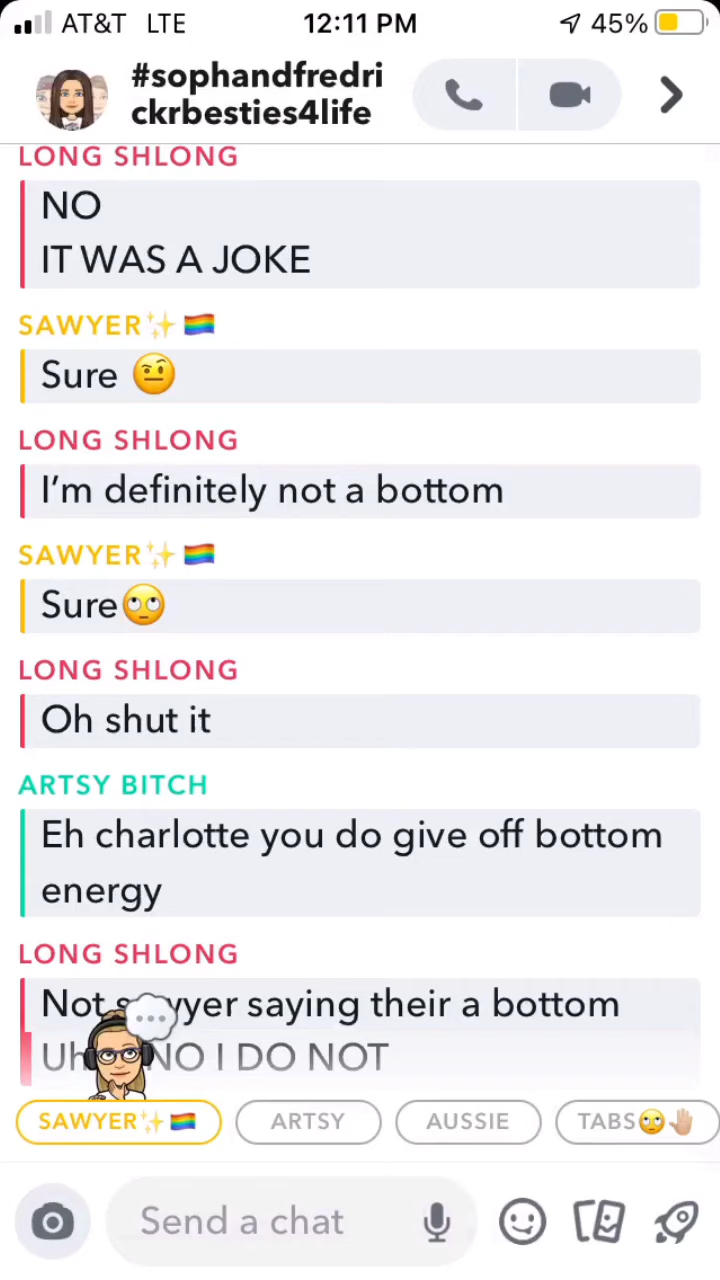 AT&T LTE 12:11 PM 45%
#sophandfredri
ckrbesties4life
LONG SHLONG
NO
IT WAS A JOKE
SAWYER✨🏳️‍🌈
Sure 🤨
LONG SHLONG
I'm definitely not a bottom
SAWYER✨🏳️‍🌈
Sure🙄
LONG SHLONG
Oh shut it
ARTSY BITCH
Eh charlotte you do give off bottom
energy
LONG SHLONG
Not sawyer saying their a bottom
NO I DO NOT
SAWYER✨🏳️‍🌈 ARTSY AUSSIE TABS🙄🤚🏼
Send a chat